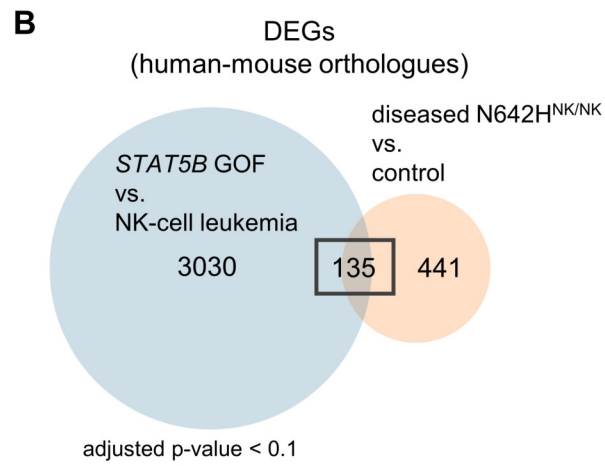 B
DEGs
(human-mouse orthologues)
diseased N642H^NK/NK
vs.
control
STAT5B GOF
vs.
NK-cell leukemia
3030
135
441
adjusted p-value < 0.1